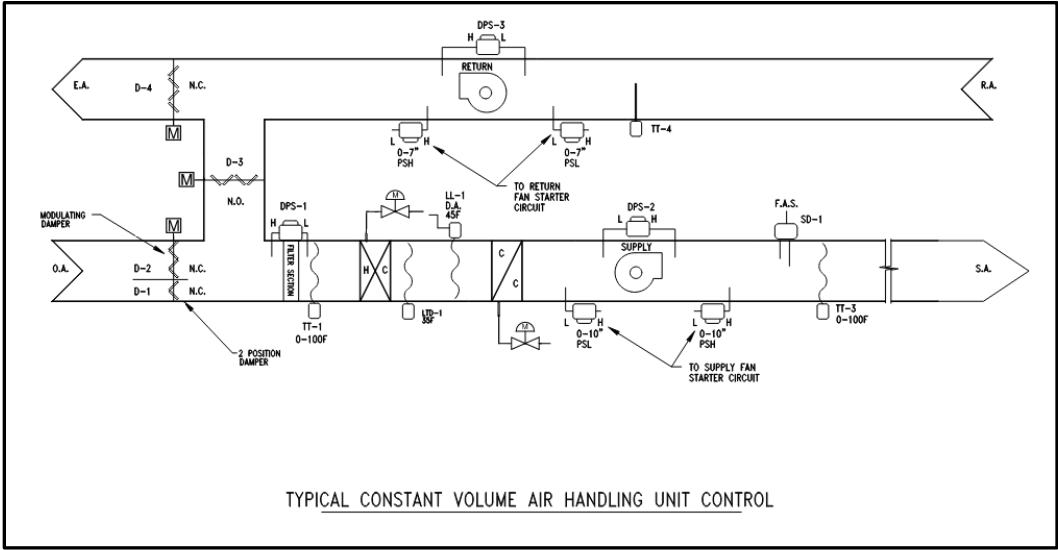 DPS-3
H L
RETURN
E.A.
D-4
N.C.
R.A.
M
L H
0-7"
PSH
L H
0-7"
PSL
TT-4
D-3
M
N.O.
TO RETURN
FAN STARTER
CIRCUIT
MODULATING
DAMPER
M
DPS-1
H L
M
LL-1
D.A.
45F
DPS-2
L H
SUPPLY
F.A.S.
SD-1
O.A.
D-2
N.C.
D-1
N.C.
FILTER SECTION
H C
C
C
S.A.
TT-1
0-100F
LTD-1
35F
M
L H
0-10"
PSL
L H
0-10"
PSH
TT-3
0-100F
2 POSITION
DAMPER
TO SUPPLY FAN
STARTER CIRCUIT
TYPICAL CONSTANT VOLUME AIR HANDLING UNIT CONTROL